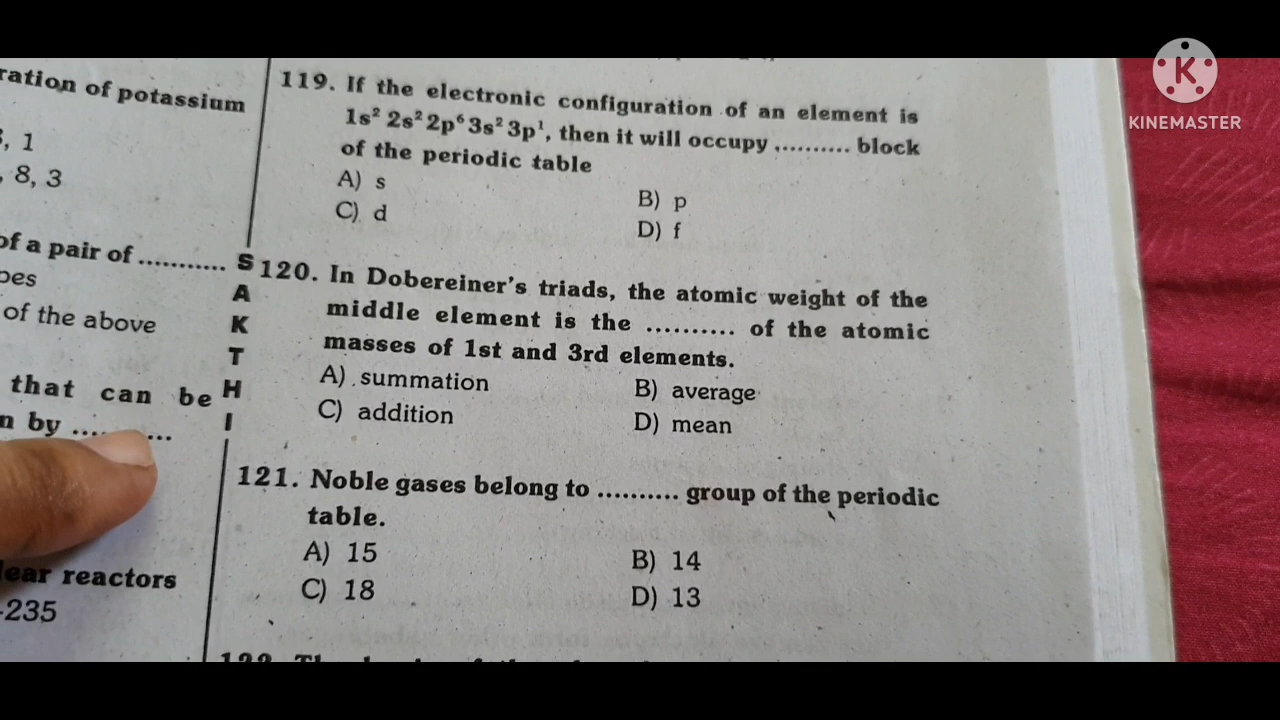 ration of potassium
, 1
, 8, 3
of a pair of ...........
of the above
that can be
n by ..........
reactors
-235
S
A
K
T
H
I
119. If the electronic configuration of an element is
1s² 2s² 2p⁶ 3s² 3p¹, then it will occupy .......... block
of the periodic table
A) s
B) p
C) d
D) f
120. In Dobereiner's triads, the atomic weight of the
middle element is the .......... of the atomic
masses of 1st and 3rd elements.
A) summation
B) average
C) addition
D) mean
121. Noble gases belong to .......... group of the periodic
table.
A) 15
B) 14
C) 18
D) 13
K
KINEMASTER